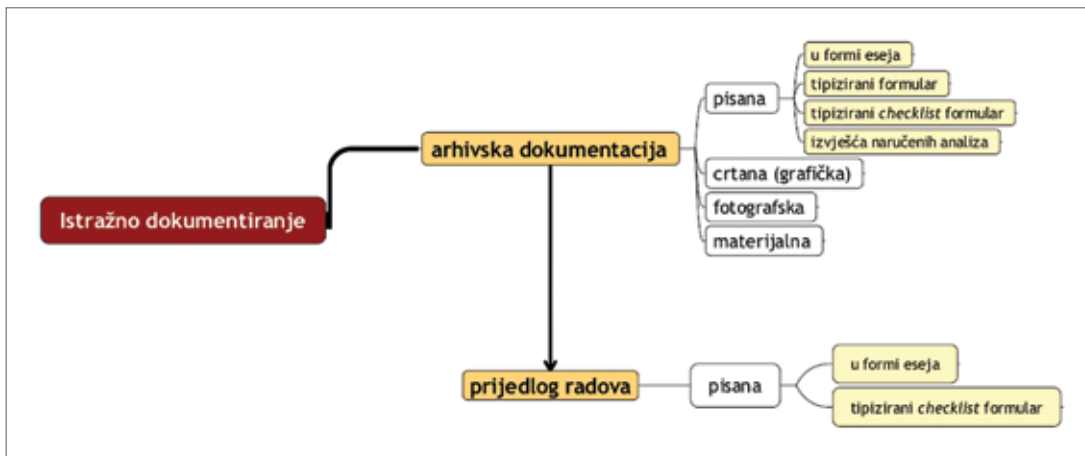 Istražno dokumentiranje
arhivska dokumentacija
pisana
u formi eseja
tipizirani formular
tipizirani checklist formular
izvješća naručenih analiza
crtana (grafička)
fotografska
materijalna
prijedlog radova
pisana
u formi eseja
tipizirani checklist formular